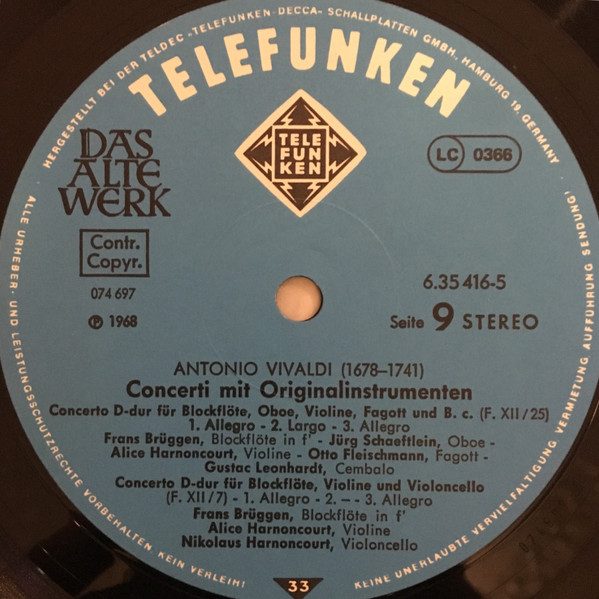 HERGESTELLT BEI DER TELDEC »TELEFUNKEN-DECCA« SCHALLPLATTEN GMBH., HAMBURG 19, GERMANY
TELEFUNKEN
TELE
FUN
KEN
DAS
ALTE
WERK
LC 0366
Contr.
Copyr.
074 697
℗ 1968
6.35 416-5
Seite 9 STEREO
ANTONIO VIVALDI (1678–1741)
Concerti mit Originalinstrumenten
Concerto D-dur für Blockflöte, Oboe, Violine, Fagott und B. c. (F. XII/25)
1. Allegro - 2. Largo - 3. Allegro
Frans Brüggen, Blockflöte in f' - Jürg Schaeftlein, Oboe -
Alice Harnoncourt, Violine - Otto Fleischmann, Fagott -
Gustac Leonhardt, Cembalo
Concerto D-dur für Blockflöte, Violine und Violoncello
(F. XII/7) - 1. Allegro - 2. –- 3. Allegro
Frans Brüggen, Blockflöte in f'
Alice Harnoncourt, Violine
Nikolaus Harnoncourt, Violoncello
33
ALLE URHEBER- UND LEISTUNGSSCHUTZRECHTE VORBEHALTEN KEIN VERLEIH! KEINE UNERLAUBTE VERVIELFÄLTIGUNG VERMIETUNG AUFFÜHRUNG SENDUNG!